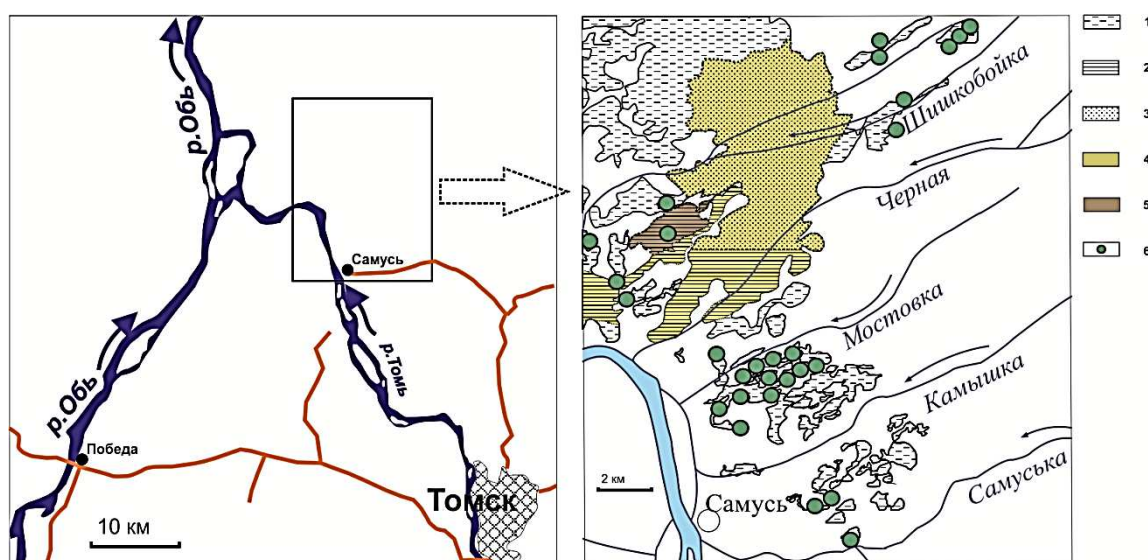 р.Обь
Самусь
р.Томь
р.Обь
Победа
Томск
10 км
Шишкобойка
Черная
Мостовка
Камышка
Самуська
2 км
Самусь
1
2
3
4
5
6